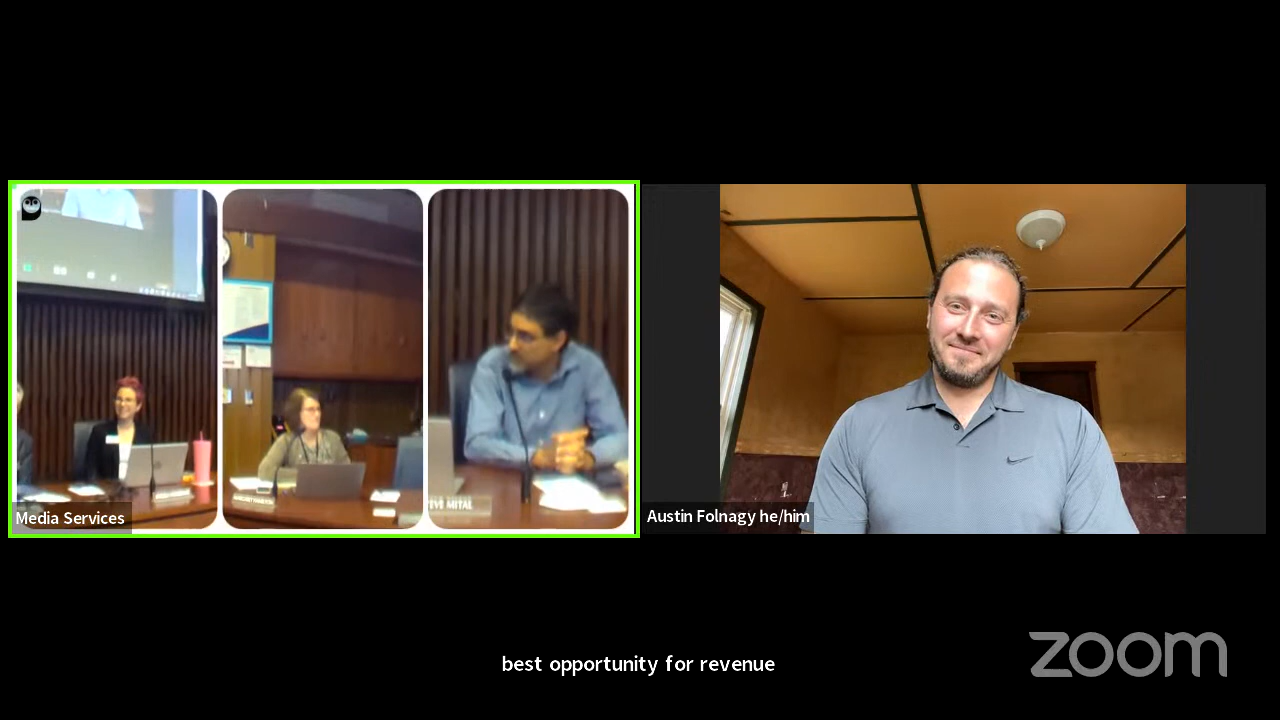 Media Services
Austin Folnagy he/him
best opportunity for revenue
zoom